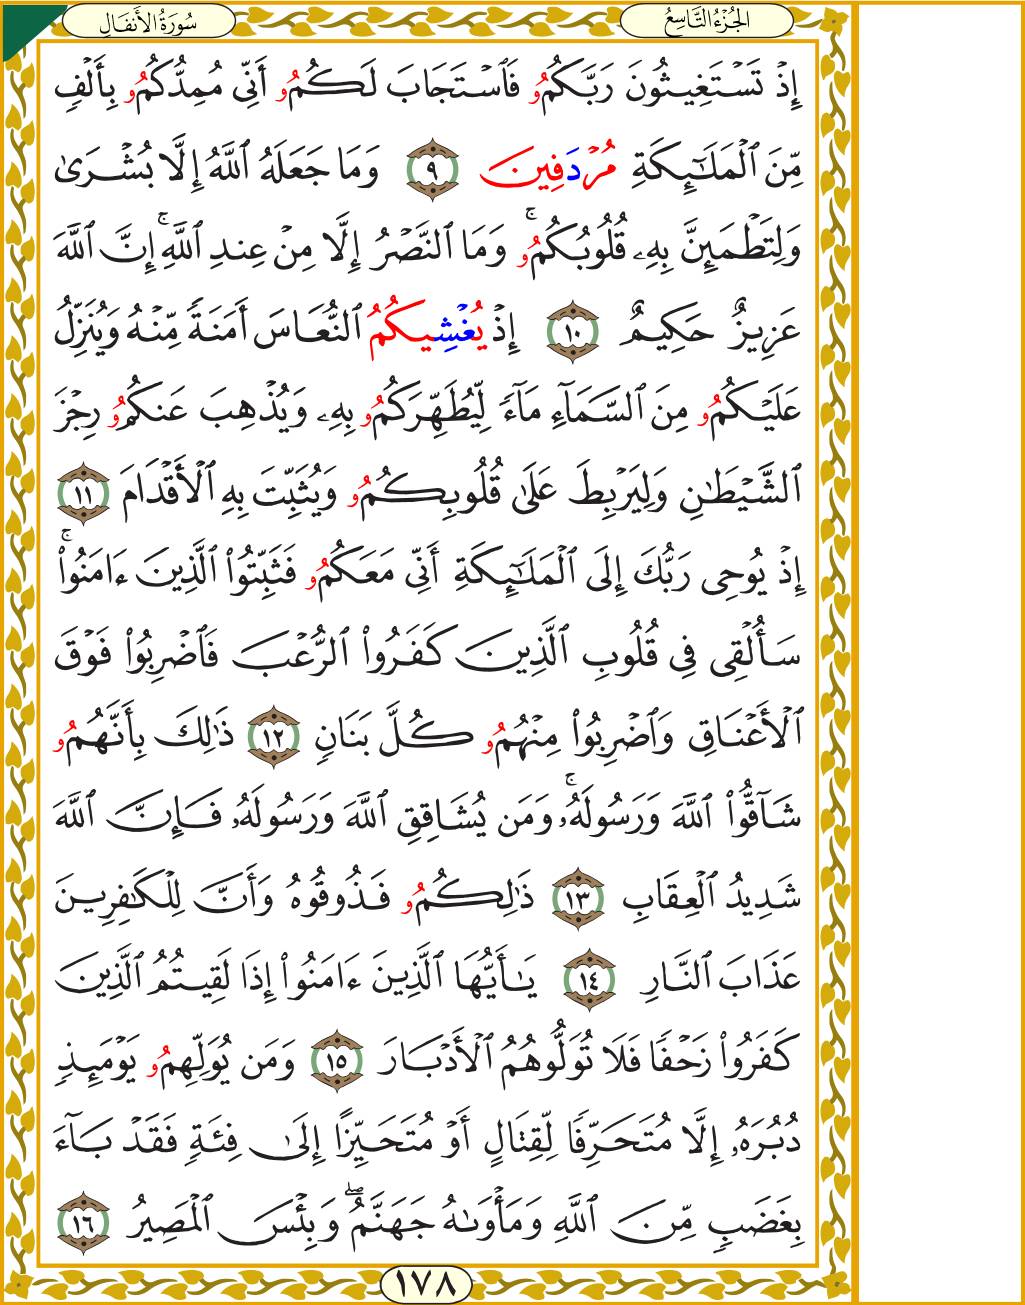 الجُزْءُ التَّاسِعُ
سُورَةُ الأَنفَالِ
إِذْ تَسْتَغِيثُونَ رَبَّكُمُۥ فَٱسْتَجَابَ لَكُمُۥ أَنِّى مُمِدُّكُمُۥ بِأَلْفٍ
مِّنَ ٱلْمَلَٰٓئِكَةِ مُرْدَفِينَ ٩ وَمَا جَعَلَهُ ٱللَّهُ إِلَّا بُشْرَىٰ
وَلِتَطْمَئِنَّ بِهِۦ قُلُوبُكُمُۥۚ وَمَا ٱلنَّصْرُ إِلَّا مِنْ عِندِ ٱللَّهِۚ إِنَّ ٱللَّهَ
عَزِيزٌ حَكِيمٌ ١٠ إِذْ يُغْشِيكُمُ ٱلنُّعَاسَ أَمَنَةً مِّنْهُ وَيُنَزِّلُ
عَلَيْكُمُۥ مِنَ ٱلسَّمَآءِ مَآءً لِّيُطَهِّرَكُمُۥ بِهِۦ وَيُذْهِبَ عَنكُمُۥ رِجْزَ
ٱلشَّيْطَٰنِ وَلِيَرْبِطَ عَلَىٰ قُلُوبِكُمُۥ وَيُثَبِّتَ بِهِ ٱلْأَقْدَامَ ١١
إِذْ يُوحِى رَبُّكَ إِلَى ٱلْمَلَٰٓئِكَةِ أَنِّى مَعَكُمُۥ فَثَبِّتُوا۟ ٱلَّذِينَ ءَامَنُوا۟ۚ
سَأُلْقِى فِى قُلُوبِ ٱلَّذِينَ كَفَرُوا۟ ٱلرُّعْبَ فَٱضْرِبُوا۟ فَوْقَ
ٱلْأَعْنَاقِ وَٱضْرِبُوا۟ مِنْهُمُۥ كُلَّ بَنَانٍ ١٢ ذَٰلِكَ بِأَنَّهُمُۥ
شَآقُّوا۟ ٱللَّهَ وَرَسُولَهُۥۚ وَمَن يُشَاقِقِ ٱللَّهَ وَرَسُولَهُۥ فَإِنَّ ٱللَّهَ
شَدِيدُ ٱلْعِقَابِ ١٣ ذَٰلِكُمُۥ فَذُوقُوهُ وَأَنَّ لِلْكَٰفِرِينَ
عَذَابَ ٱلنَّارِ ١٤ يَٰٓأَيُّهَا ٱلَّذِينَ ءَامَنُوا۟ إِذَا لَقِيتُمُ ٱلَّذِينَ
كَفَرُوا۟ زَحْفًا فَلَا تُوَلُّوهُمُ ٱلْأَدْبَارَ ١٥ وَمَن يُوَلِّهِمُۥ يَوْمَئِذٍ
دُبُرَهُۥ إِلَّا مُتَحَرِّفًا لِّقِتَالٍ أَوْ مُتَحَيِّزًا إِلَىٰ فِئَةٍ فَقَدْ بَآءَ
بِغَضَبٍ مِّنَ ٱللَّهِ وَمَأْوَىٰهُ جَهَنَّمُۖ وَبِئْسَ ٱلْمَصِيرُ ١٦
١٧٨